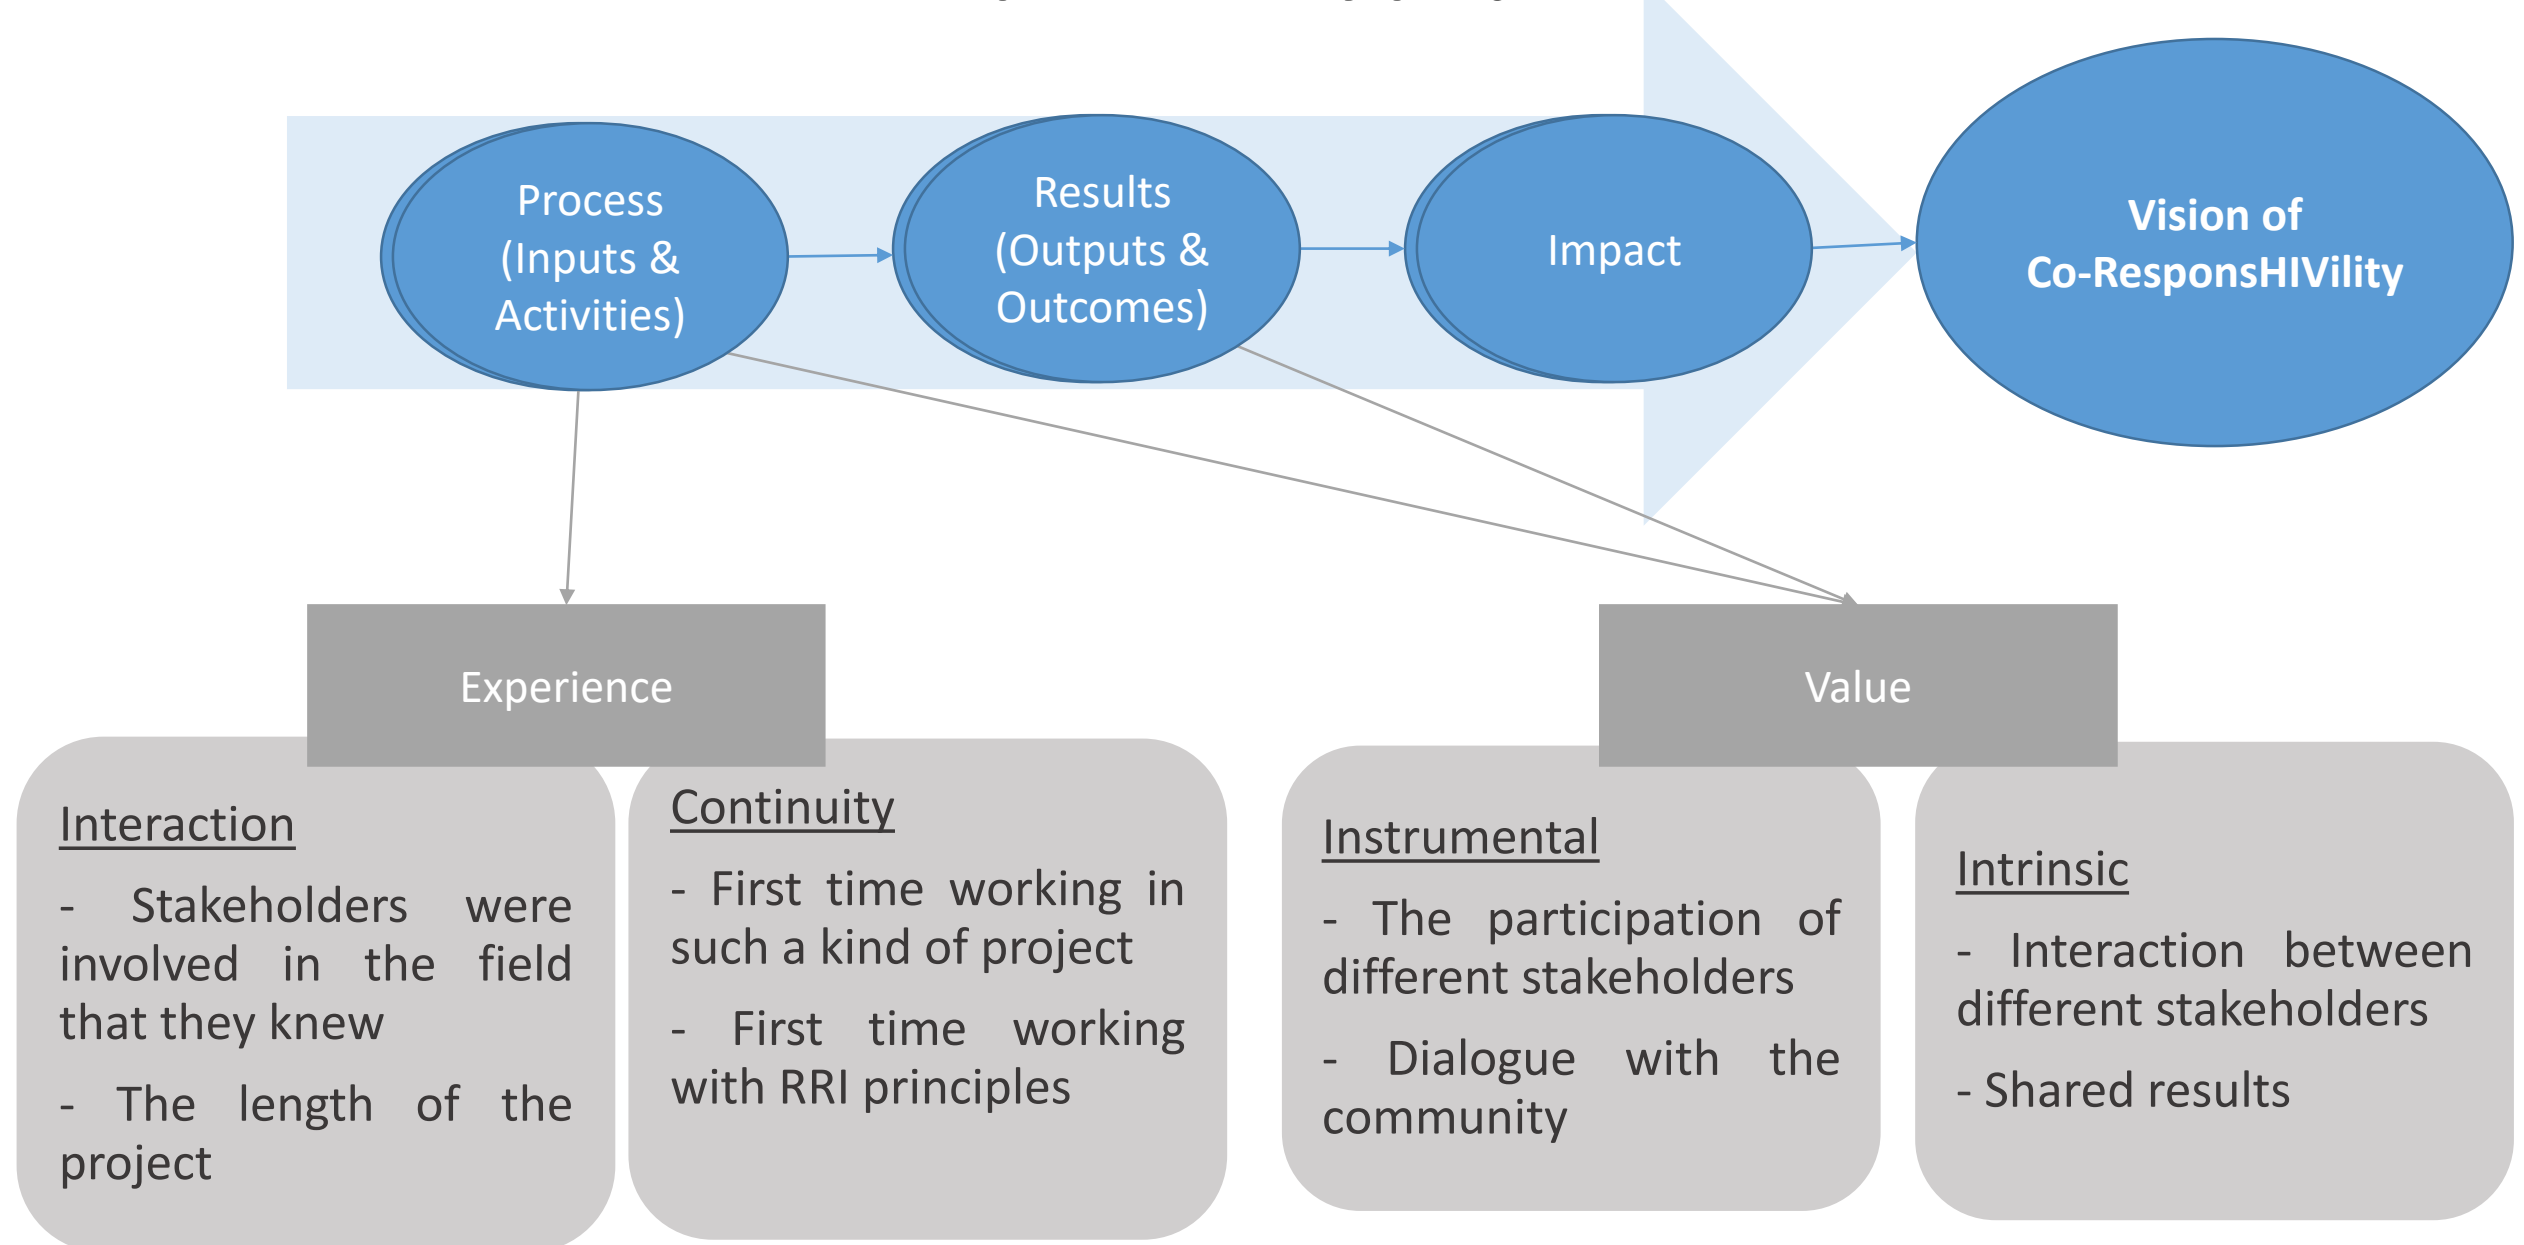 Process
(Inputs &
Activities)
Results
(Outputs &
Outcomes)
Impact
Vision of
Co-ResponsHIVility
Experience
Value
Interaction
- Stakeholders were
involved in the field
that they knew
- The length of the
project
Continuity
- First time working in
such a kind of project
- First time working
with RRI principles
Instrumental
- The participation of
different stakeholders
- Dialogue with the
community
Intrinsic
- Interaction between
different stakeholders
- Shared results